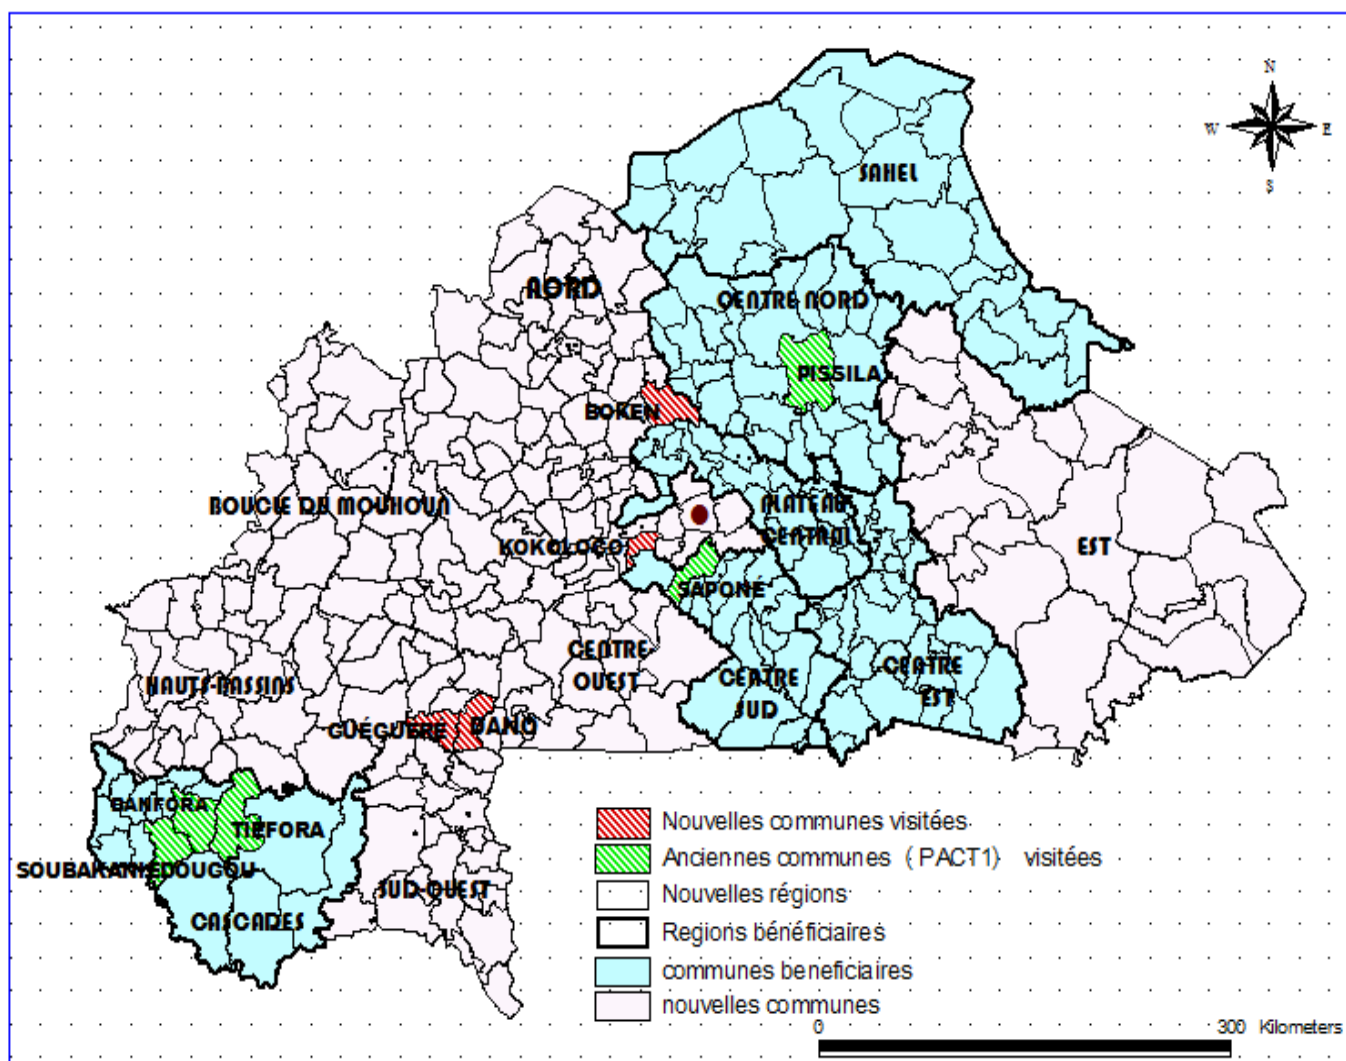 N
W E
S
SAHEL
NORD
CENTRE NORD
PISSILA
BOKEN
BOUCLE DU MOUHOUN
PLATEAU
CENTRAL
KOKOLOGO
EST
SAPONÉ
CENTRE
OUEST
CENTRE
EST
HAUTS-BASSINS
CENTRE
SUD
GUÉGUERÉ
DANO
BANFORA
TIEFORA
SOUBAKANIEDOUGOU
SUD-OUEST
CASCADES
Nouvelles communes visitées
Anciennes communes ( PACT1) visitées
Nouvelles régions
Regions bénéficiaires
communes beneficiaires
nouvelles communes
0 300 Kilometers